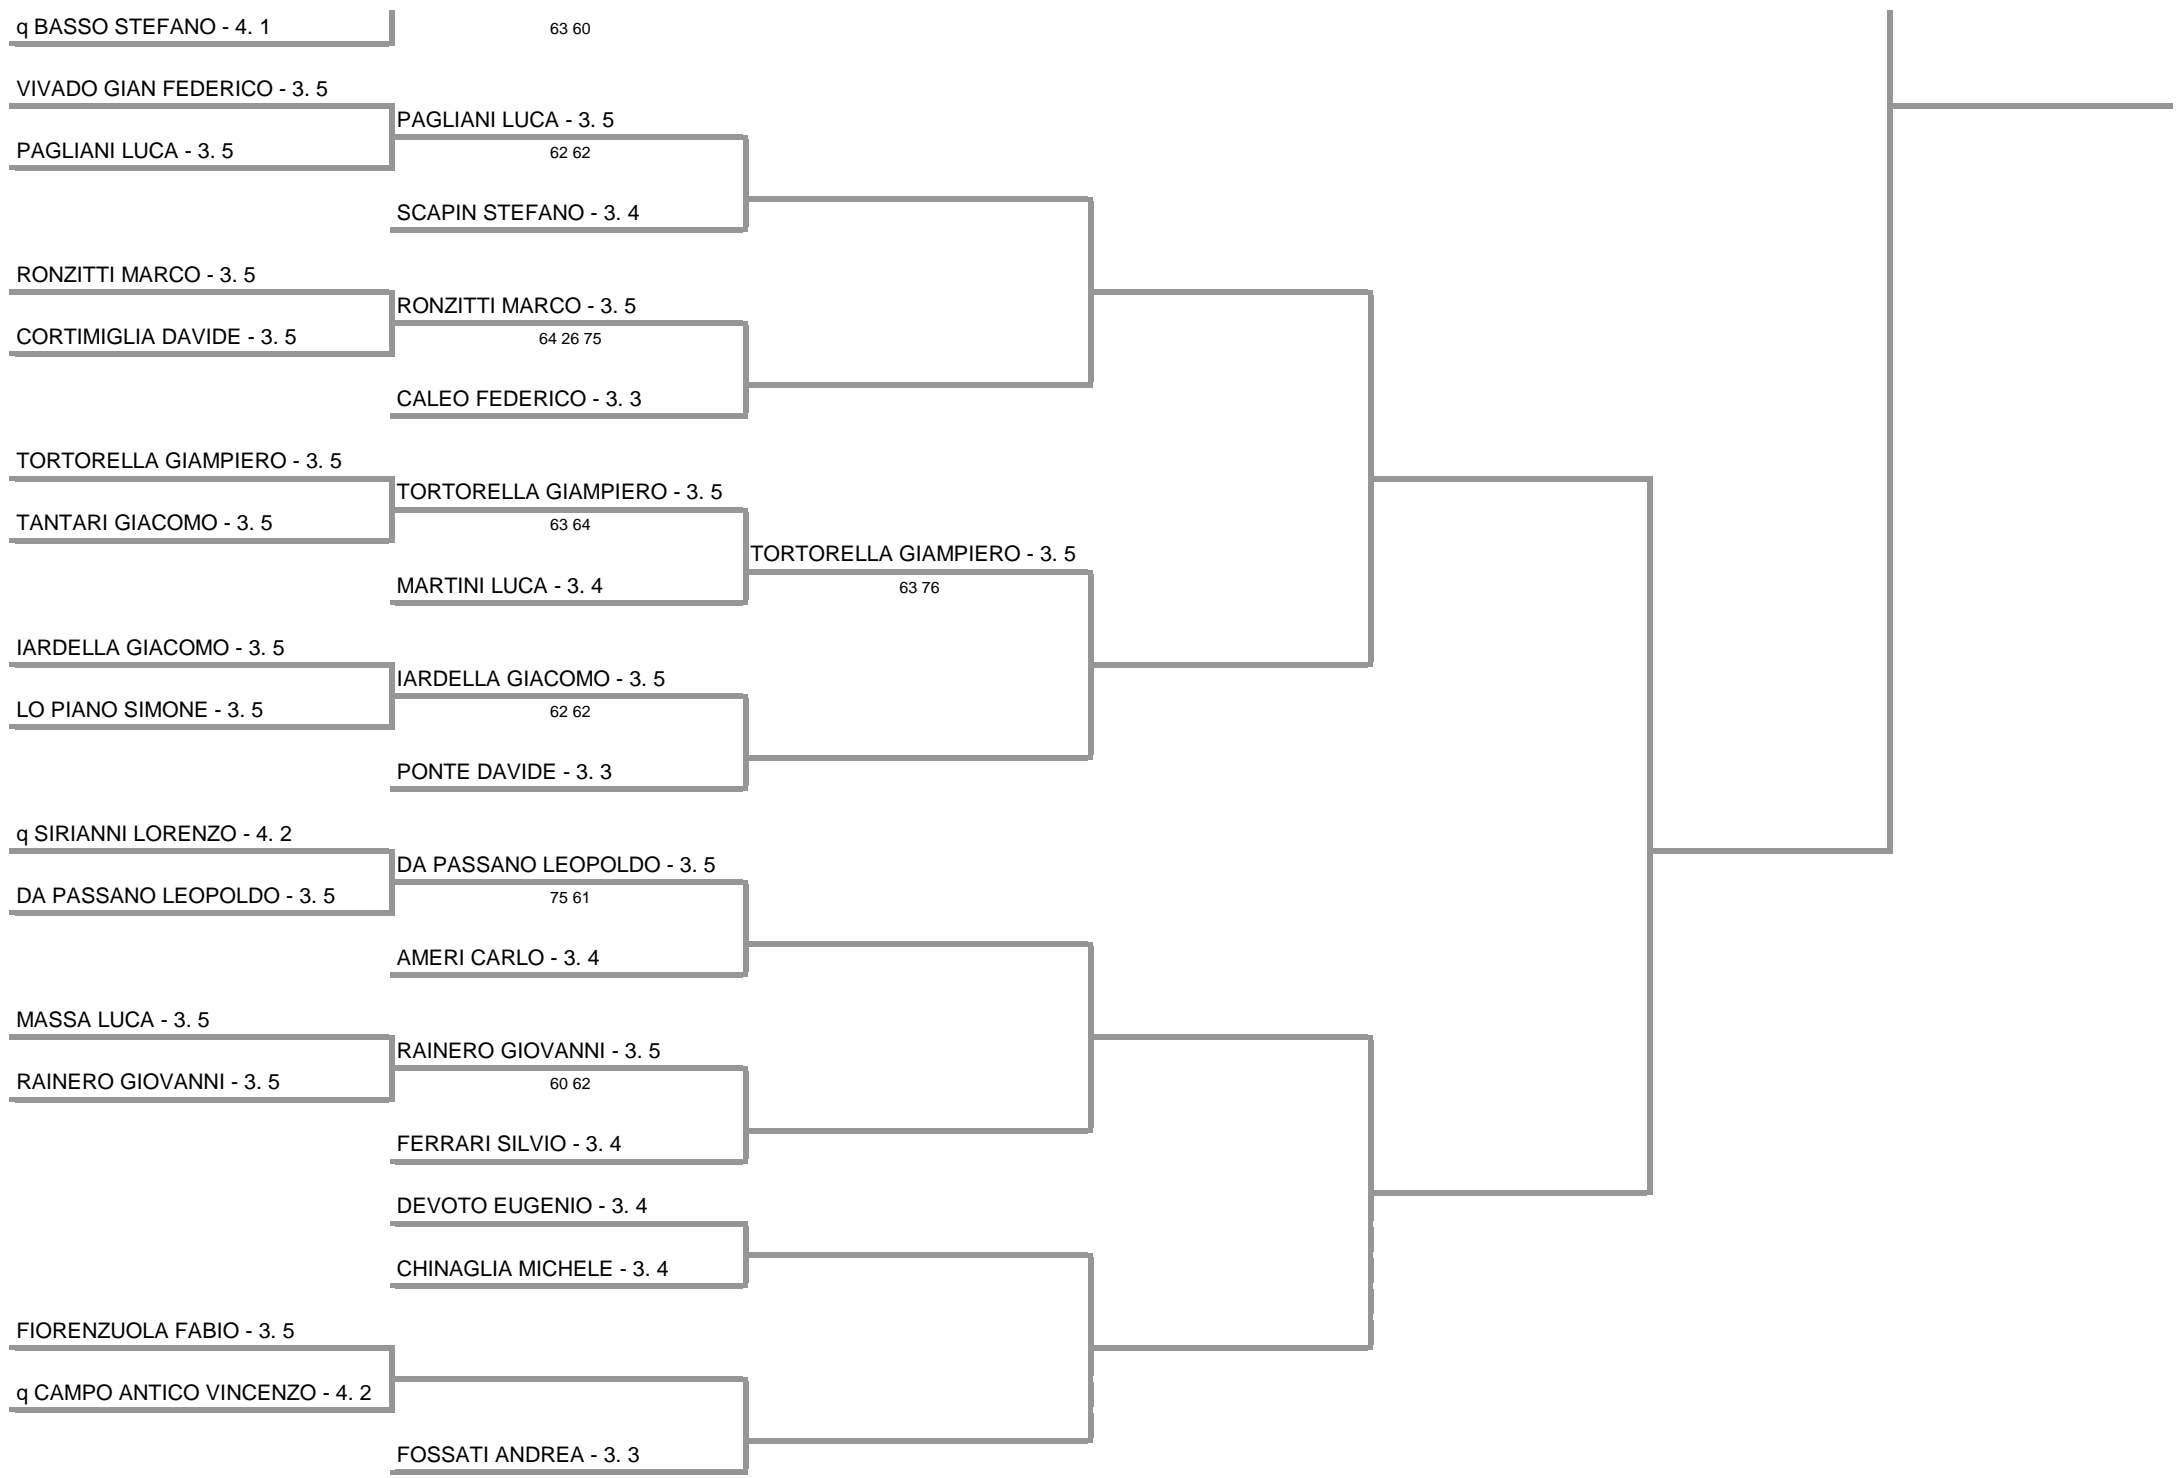 q BASSO STEFANO - 4. 1
63 60
VIVADO GIAN FEDERICO - 3. 5
PAGLIANI LUCA - 3. 5
PAGLIANI LUCA - 3. 5
62 62
SCAPIN STEFANO - 3. 4
RONZITTI MARCO - 3. 5
RONZITTI MARCO - 3. 5
CORTIMIGLIA DAVIDE - 3. 5
64 26 75
CALEO FEDERICO - 3. 3
TORTORELLA GIAMPIERO - 3. 5
TORTORELLA GIAMPIERO - 3. 5
TANTARI GIACOMO - 3. 5
63 64
TORTORELLA GIAMPIERO - 3. 5
MARTINI LUCA - 3. 4
63 76
IARDELLA GIACOMO - 3. 5
IARDELLA GIACOMO - 3. 5
LO PIANO SIMONE - 3. 5
62 62
PONTE DAVIDE - 3. 3
q SIRIANNI LORENZO - 4. 2
DA PASSANO LEOPOLDO - 3. 5
DA PASSANO LEOPOLDO - 3. 5
75 61
AMERI CARLO - 3. 4
MASSA LUCA - 3. 5
RAINERO GIOVANNI - 3. 5
RAINERO GIOVANNI - 3. 5
60 62
FERRARI SILVIO - 3. 4
DEVOTO EUGENIO - 3. 4
CHINAGLIA MICHELE - 3. 4
FIORENZUOLA FABIO - 3. 5
q CAMPO ANTICO VINCENZO - 4. 2
FOSSATI ANDREA - 3. 3